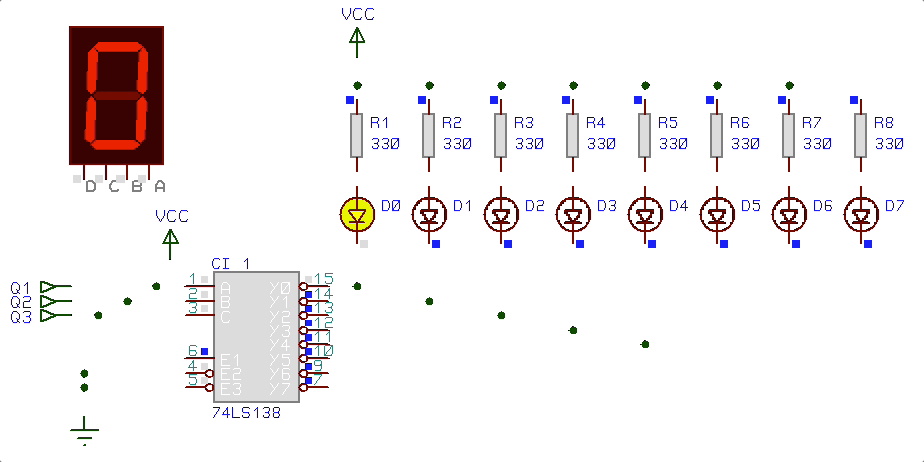 VCC
R1 R2 R3 R4 R5 R6 R7 R8
330 330 330 330 330 330 330 330
D C B A
D0 D1 D2 D3 D4 D5 D6 D7
VCC
CI 1
Q1 1 A Y0 15
Q2 2 B Y1 14
Q3 3 C Y2 13
Y3 12
Y4 11
6 E1 Y5 10
4 E2 Y6 9
5 E3 Y7 7
74LS138